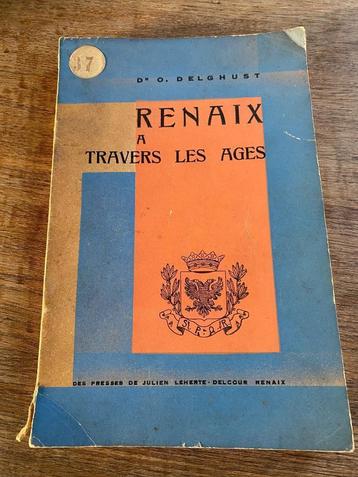 37
Dr O. DELGHUST
RENAIX
A
TRAVERS LES AGES
DES PRESSES DE JULIEN LEHERTE-DELCOUR RENAIX